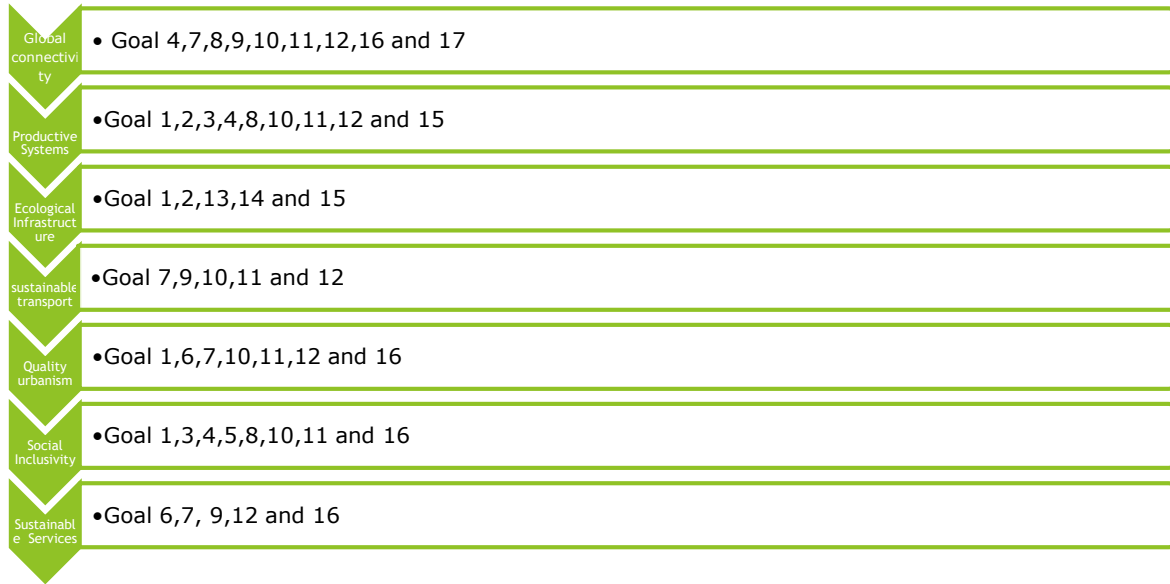 Global
connectivi
ty
• Goal 4,7,8,9,10,11,12,16 and 17
Productive
Systems
•Goal 1,2,3,4,8,10,11,12 and 15
Ecological
Infrastruct
ure
•Goal 1,2,13,14 and 15
sustainable
transport
•Goal 7,9,10,11 and 12
Quality
urbanism
•Goal 1,6,7,10,11,12 and 16
Social
Inclusivity
•Goal 1,3,4,5,8,10,11 and 16
Sustainabl
e Services
•Goal 6,7, 9,12 and 16